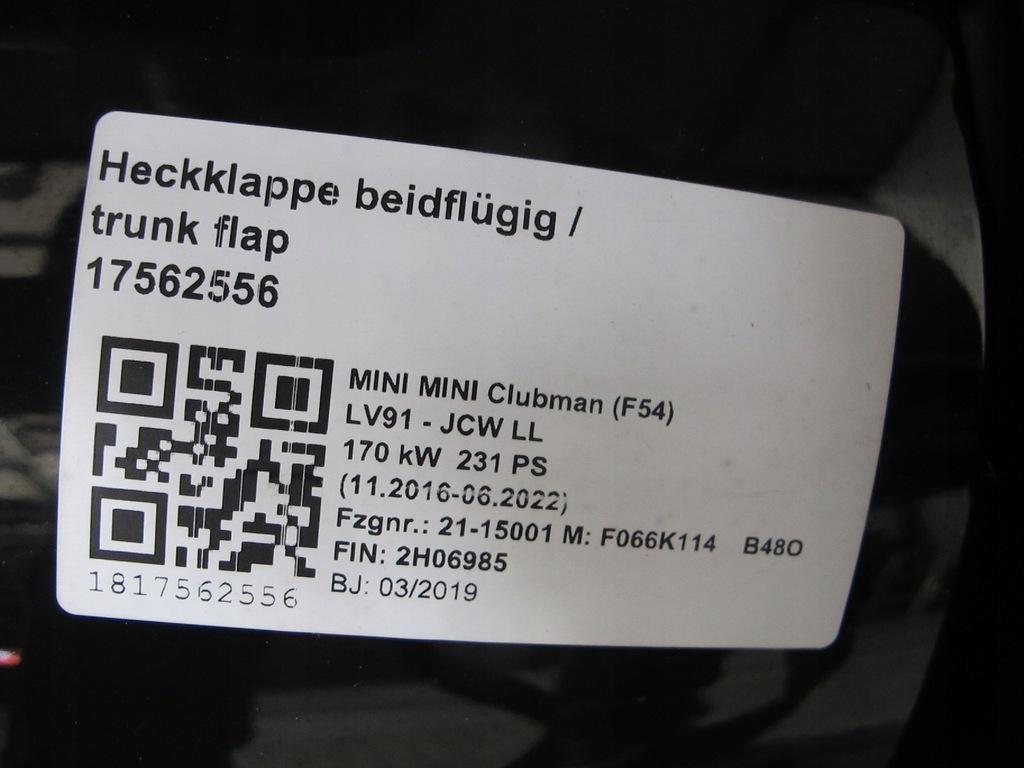 Heckklappe beidflügig /
trunk flap
17562556
MINI MINI Clubman (F54)
LV91 - JCW LL
170 kW 231 PS
(11.2016-06.2022)
Fzgnr.: 21-15001 M: F066K114 B48O
FIN: 2H06985
BJ: 03/2019
1817562556